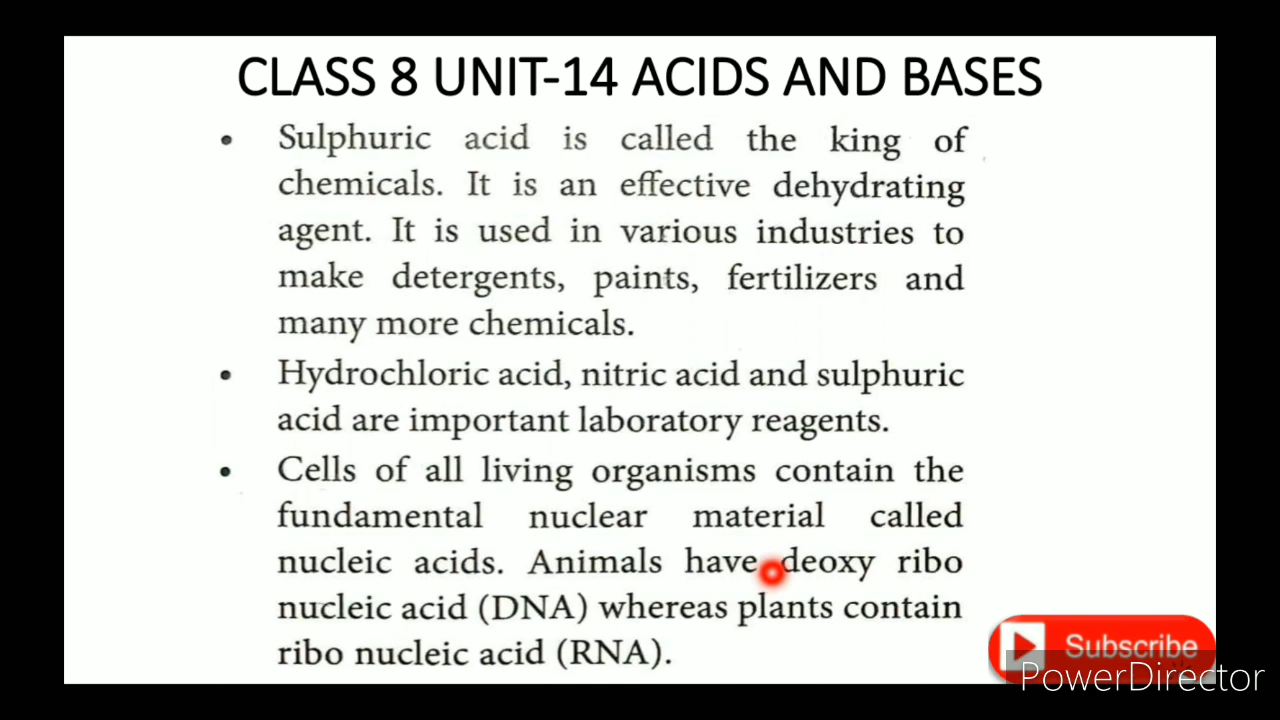 CLASS 8 UNIT-14 ACIDS AND BASES
• Sulphuric acid is called the king of
chemicals. It is an effective dehydrating
agent. It is used in various industries to
make detergents, paints, fertilizers and
many more chemicals.
• Hydrochloric acid, nitric acid and sulphuric
acid are important laboratory reagents.
• Cells of all living organisms contain the
fundamental nuclear material called
nucleic acids. Animals have deoxy ribo
nucleic acid (DNA) whereas plants contain
ribo nucleic acid (RNA).
Subscribe
PowerDirector